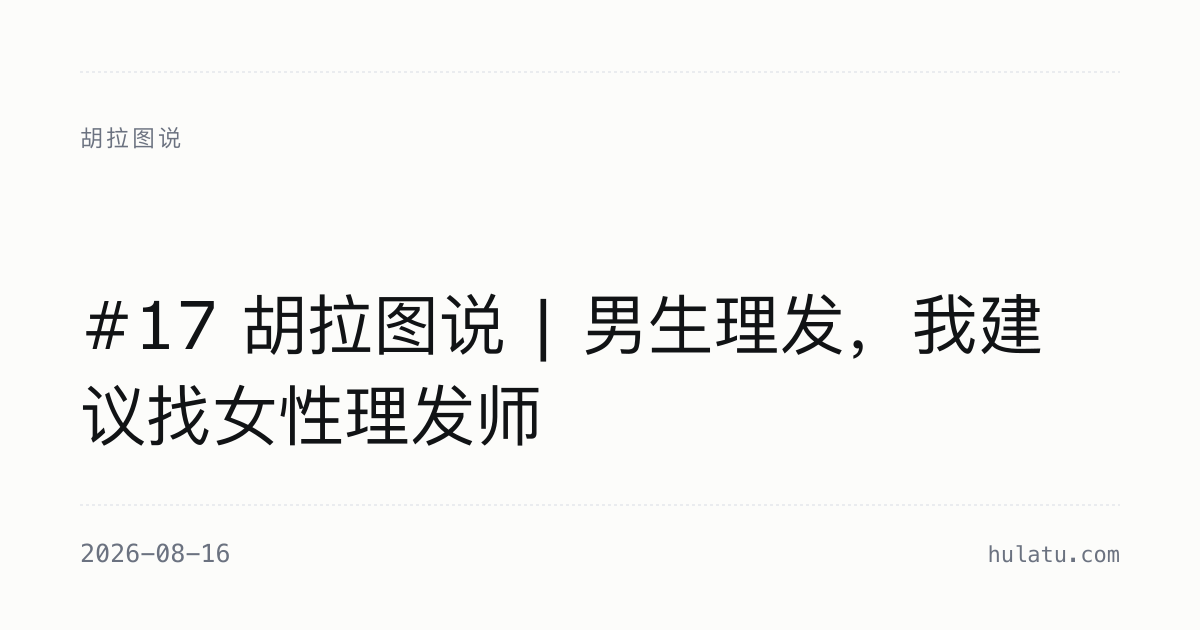 胡拉图说
#17 胡拉图说 | 男生理发，我建
议找女性理发师
2026-08-16
hulatu.com